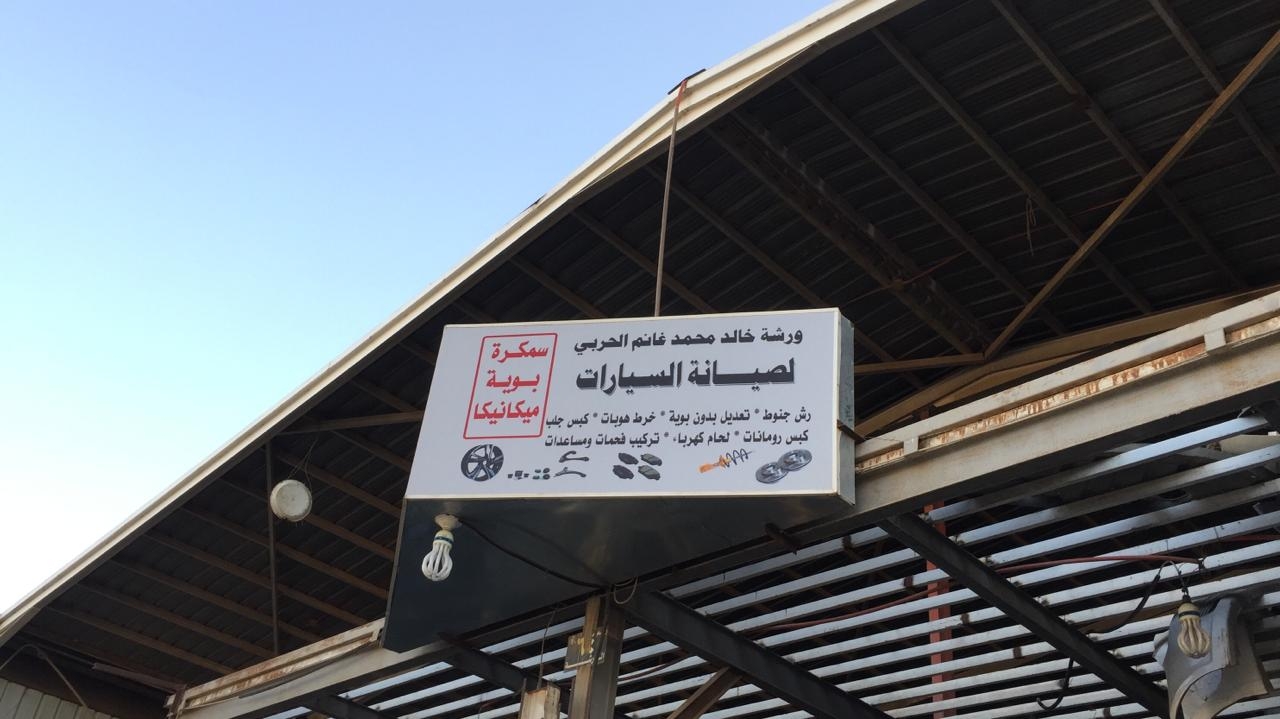 ورشة خالد محمد غانم الحربي
لصيانة السيارات
رش جنوط * تعديل بدون بوية * خرط هوبات * كبس جلب
كبس رومانات * لحام كهرباء * تركيب فحمات ومساعدات
سمكرة
بوية
ميكانيكا